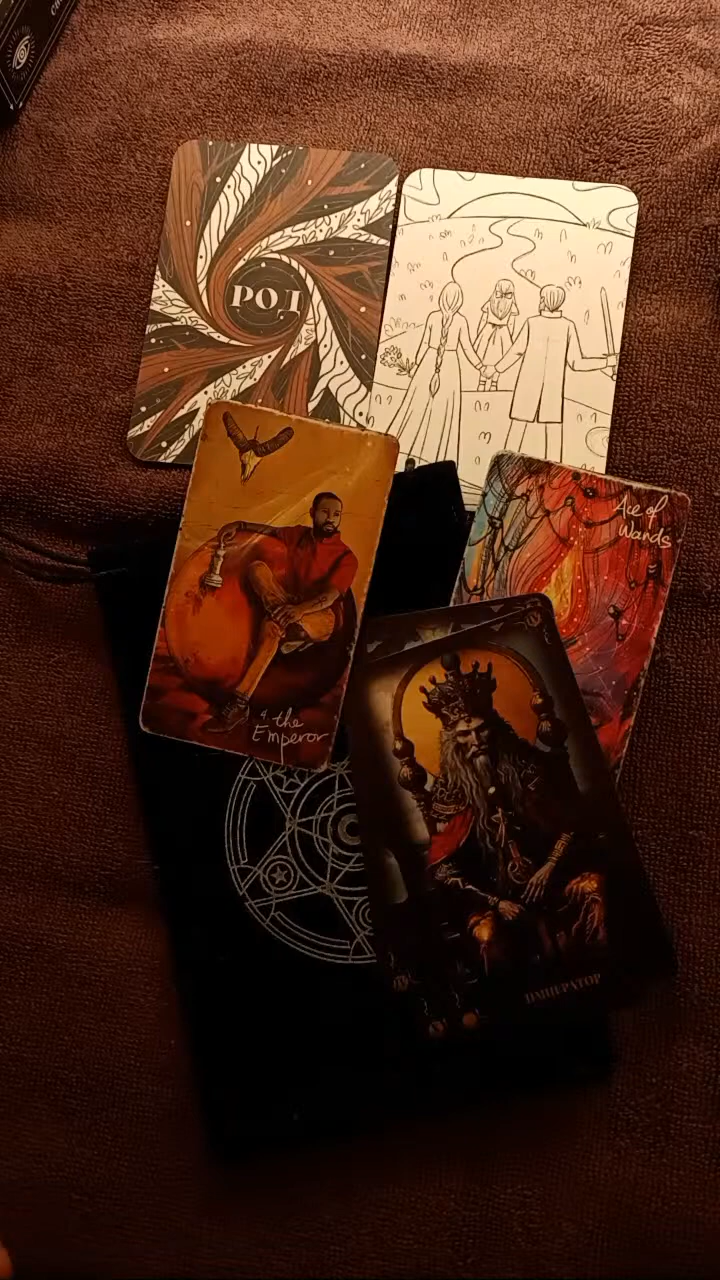 РОД
Ace of
Wands
4 the
Emperor
ИМПЕРАТОР